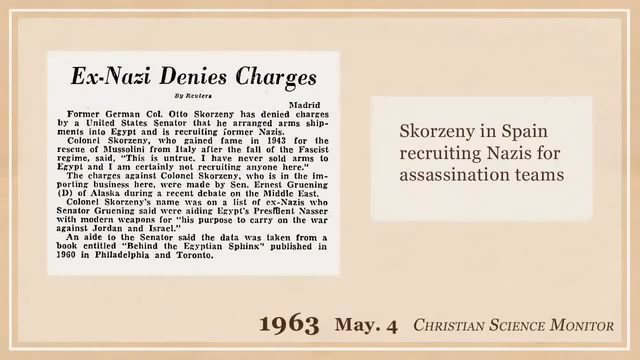 Ex-Nazi Denies Charges
By Reuters
Madrid
Former German Col. Otto Skorzeny has denied charges
by a United States Senator that he arranged arms ship-
ments into Egypt and is recruiting former Nazis.
Colonel Skorzeny, who gained fame in 1943 for the
rescue of Mussolini from Italy after the fall of the Fascist
regime, said, "This is untrue. I have never sold arms to
Egypt and I am certainly not recruiting anyone here."
The charges against Colonel Skorzeny, who is in the im-
porting business here, were made by Sen. Ernest Gruening
(D) of Alaska during a recent debate on the Middle East.
Colonel Skorzeny's name was on a list of ex-Nazis who
Senator Gruening said were aiding Egypt's President Nasser
with modern weapons for "his purpose to carry on the war
against Jordan and Israel."
An aide to the Senator said the data was taken from a
book entitled "Behind the Egyptian Sphinx" published in
1960 in Philadelphia and Toronto.
Skorzeny in Spain
recruiting Nazis for
assassination teams
1963 May. 4 Christian Science Monitor